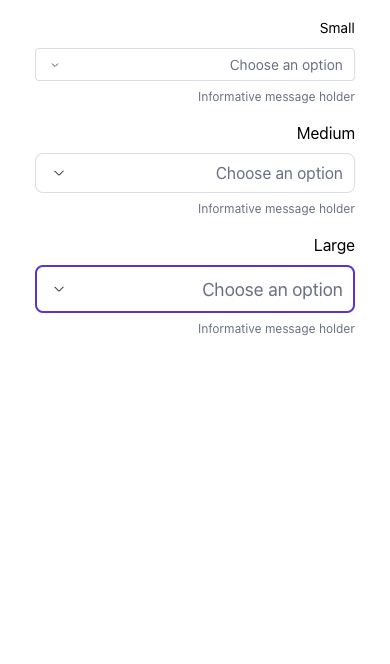 Small
Choose an option
Informative message holder
Medium
Choose an option
Informative message holder
Large
Choose an option
Informative message holder